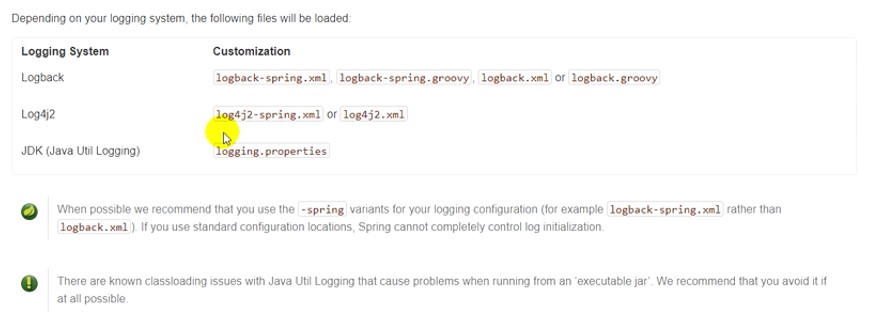 Depending on your logging system, the following files will be loaded:
Logging System Customization
Logback logback-spring.xml, logback-spring.groovy, logback.xml or logback.groovy
Log4j2 log4j2-spring.xml or log4j2.xml
JDK (Java Util Logging) logging.properties
When possible we recommend that you use the -spring variants for your logging configuration (for example logback-spring.xml rather than
logback.xml). If you use standard configuration locations, Spring cannot completely control log initialization.
There are known classloading issues with Java Util Logging that cause problems when running from an 'executable jar'. We recommend that you avoid it if
at all possible.